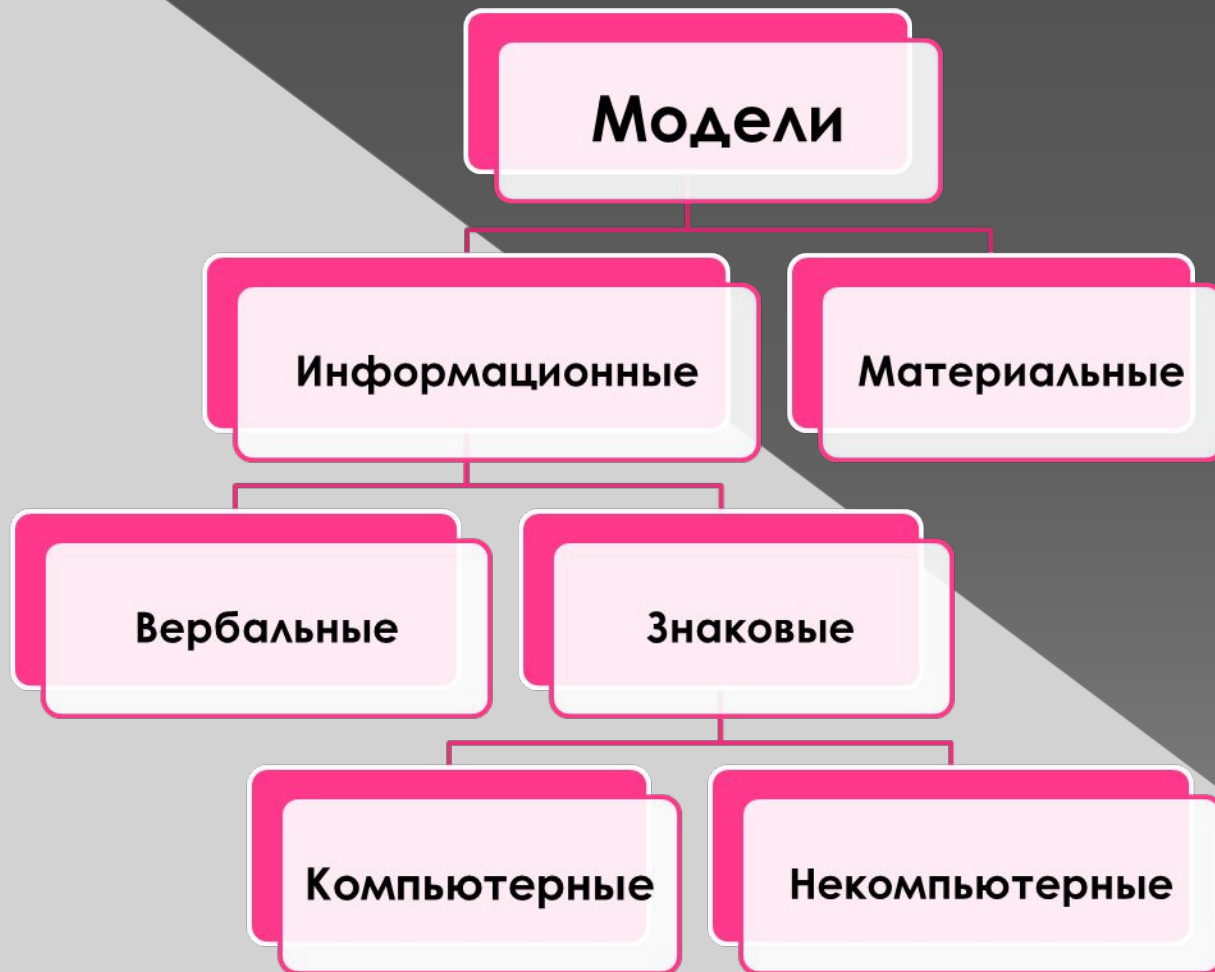 Модели
Информационные
Материальные
Вербальные
Знаковые
Компьютерные
Некомпьютерные